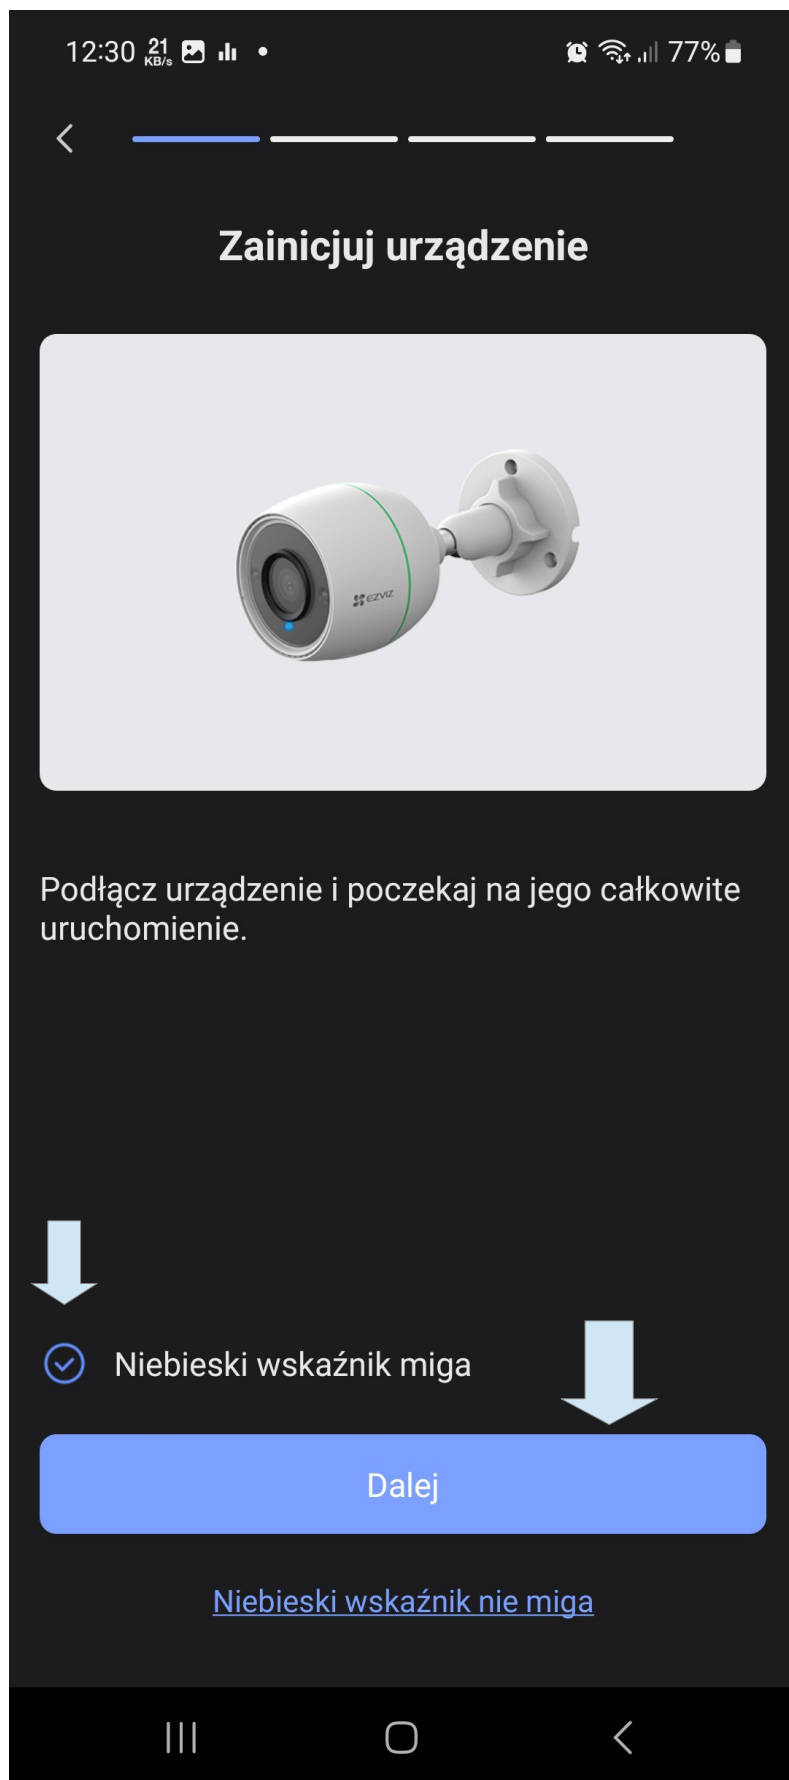 12:30 21 KB/s 77%
Zainicjuj urządzenie
EZVIZ
Podłącz urządzenie i poczekaj na jego całkowite
uruchomienie.
Niebieski wskaźnik miga
Dalej
Niebieski wskaźnik nie miga